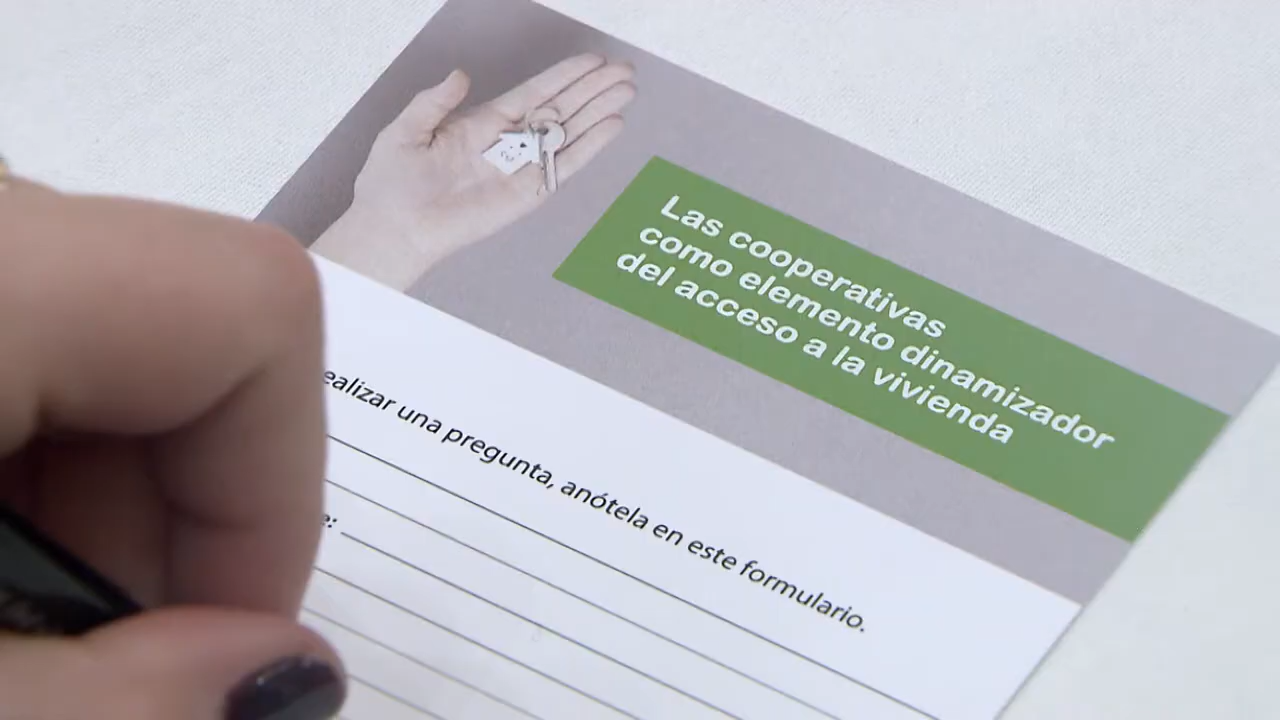 Las cooperativas
como elemento dinamizador
del acceso a la vivienda
ealizar una pregunta, anótela en este formulario.
e: